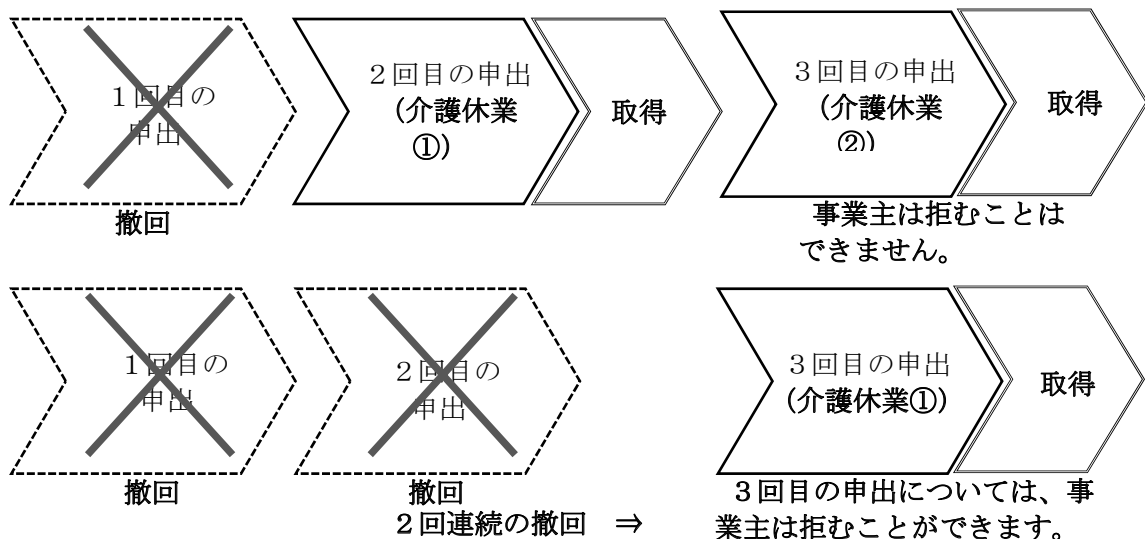 １回目の
申出
２回目の申出
(介護休業
①)
取得
３回目の申出
(介護休業
②)
取得
撤回
事業主は拒むことは
できません。
１回目の
申出
２回目の
申出
３回目の申出
(介護休業①)
取得
撤回
撤回
２回連続の撤回　⇒
３回目の申出については、事
業主は拒むことができます。